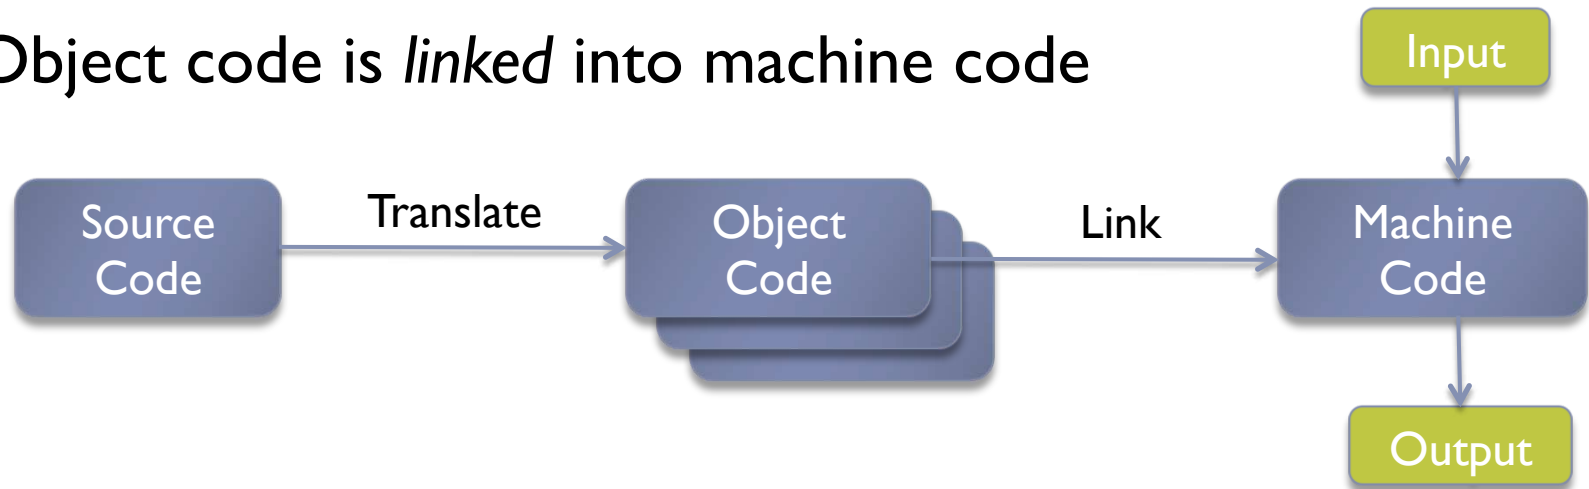 Object code is linked into machine code
Input
Source
Code
Translate
Object
Code
Link
Machine
Code
Output